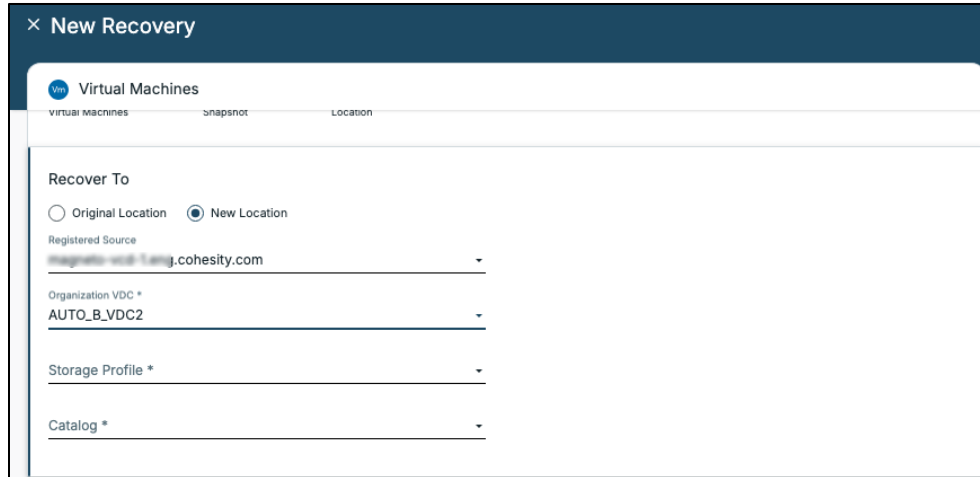 × New Recovery
Vm Virtual Machines
Virtual Machines Snapshot Location
Recover To
Original Location New Location
Registered Source
.cohesity.com
Organization VDC *
AUTO_B_VDC2
Storage Profile *
Catalog *